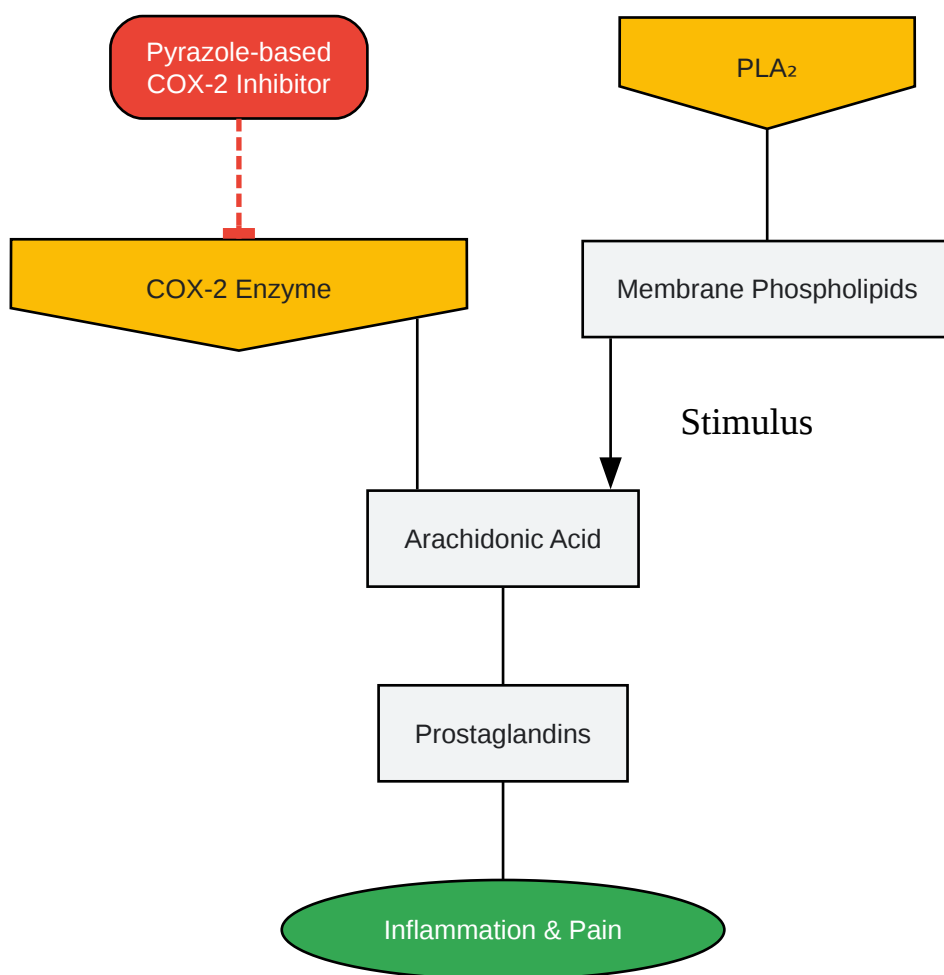 Pyrazole-based
COX-2 Inhibitor
PLA₂
COX-2 Enzyme
Membrane Phospholipids
Stimulus
Arachidonic Acid
Prostaglandins
Inflammation & Pain